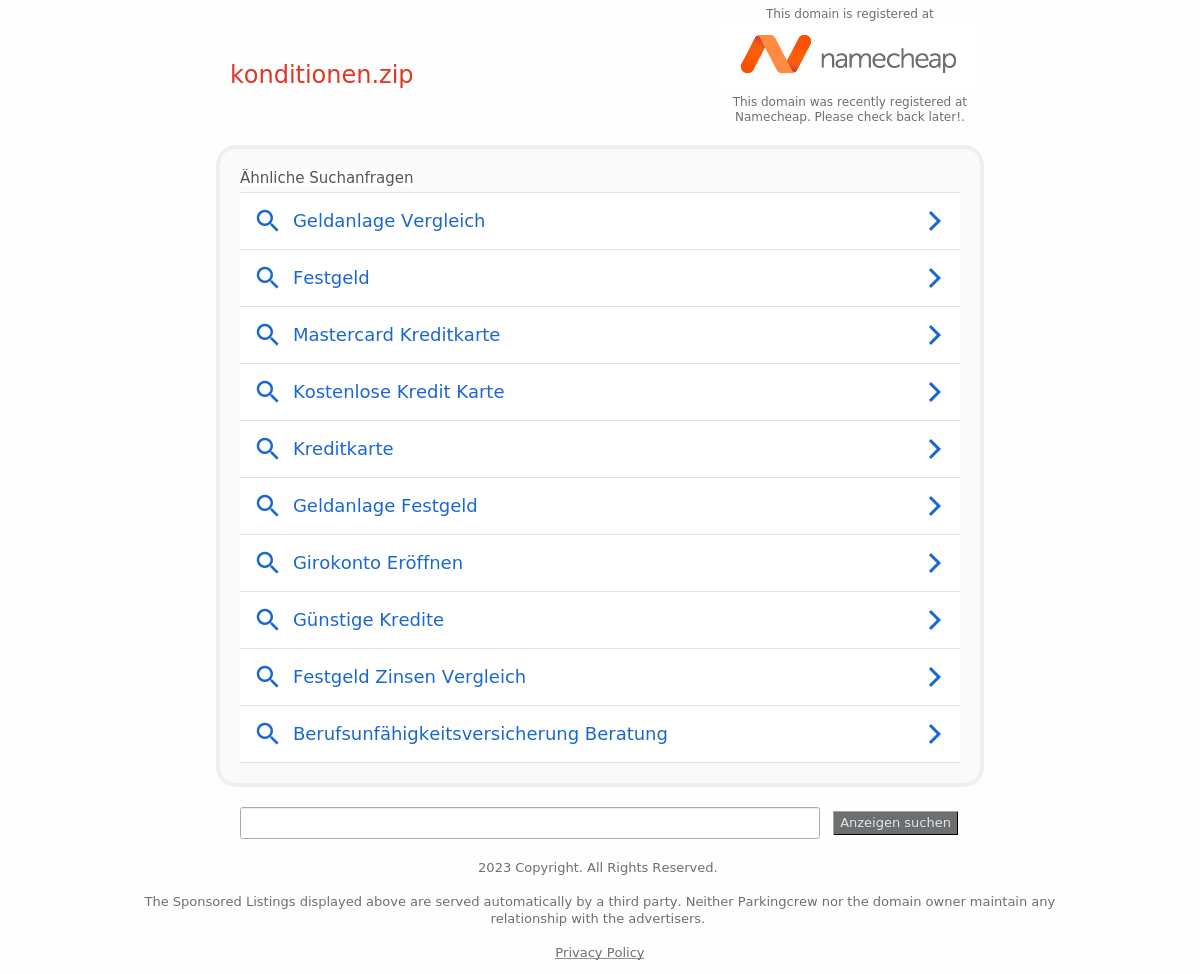 This domain is registered at
namecheap
konditionen.zip
This domain was recently registered at
Namecheap. Please check back later!.
Ähnliche Suchanfragen
Geldanlage Vergleich
Festgeld
Mastercard Kreditkarte
Kostenlose Kredit Karte
Kreditkarte
Geldanlage Festgeld
Girokonto Eröffnen
Günstige Kredite
Festgeld Zinsen Vergleich
Berufsunfähigkeitsversicherung Beratung
Anzeigen suchen
2023 Copyright. All Rights Reserved.
The Sponsored Listings displayed above are served automatically by a third party. Neither Parkingcrew nor the domain owner maintain any
relationship with the advertisers.
Privacy Policy